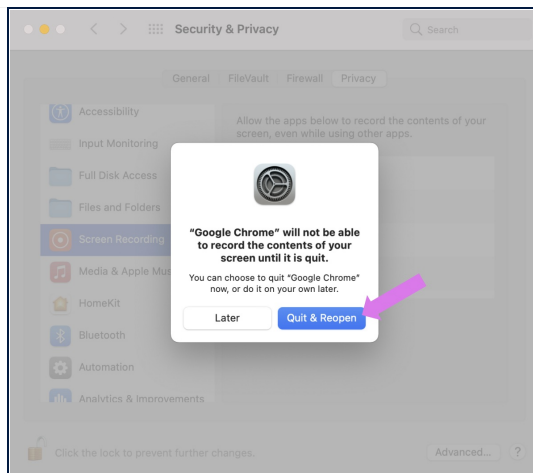 Security & Privacy
Search
General FileVault Firewall Privacy
Accessibility
Allow the apps below to record the contents of your
screen, even while using other apps.
Input Monitoring
Full Disk Access
Files and Folders
Screen Recording
Media & Apple Mus
HomeKit
Bluetooth
Automation
Analytics & Improvements
“Google Chrome” will not be able
to record the contents of your
screen until it is quit.
You can choose to quit “Google Chrome”
now, or do it on your own later.
Later Quit & Reopen
Click the lock to prevent further changes.
Advanced... ?